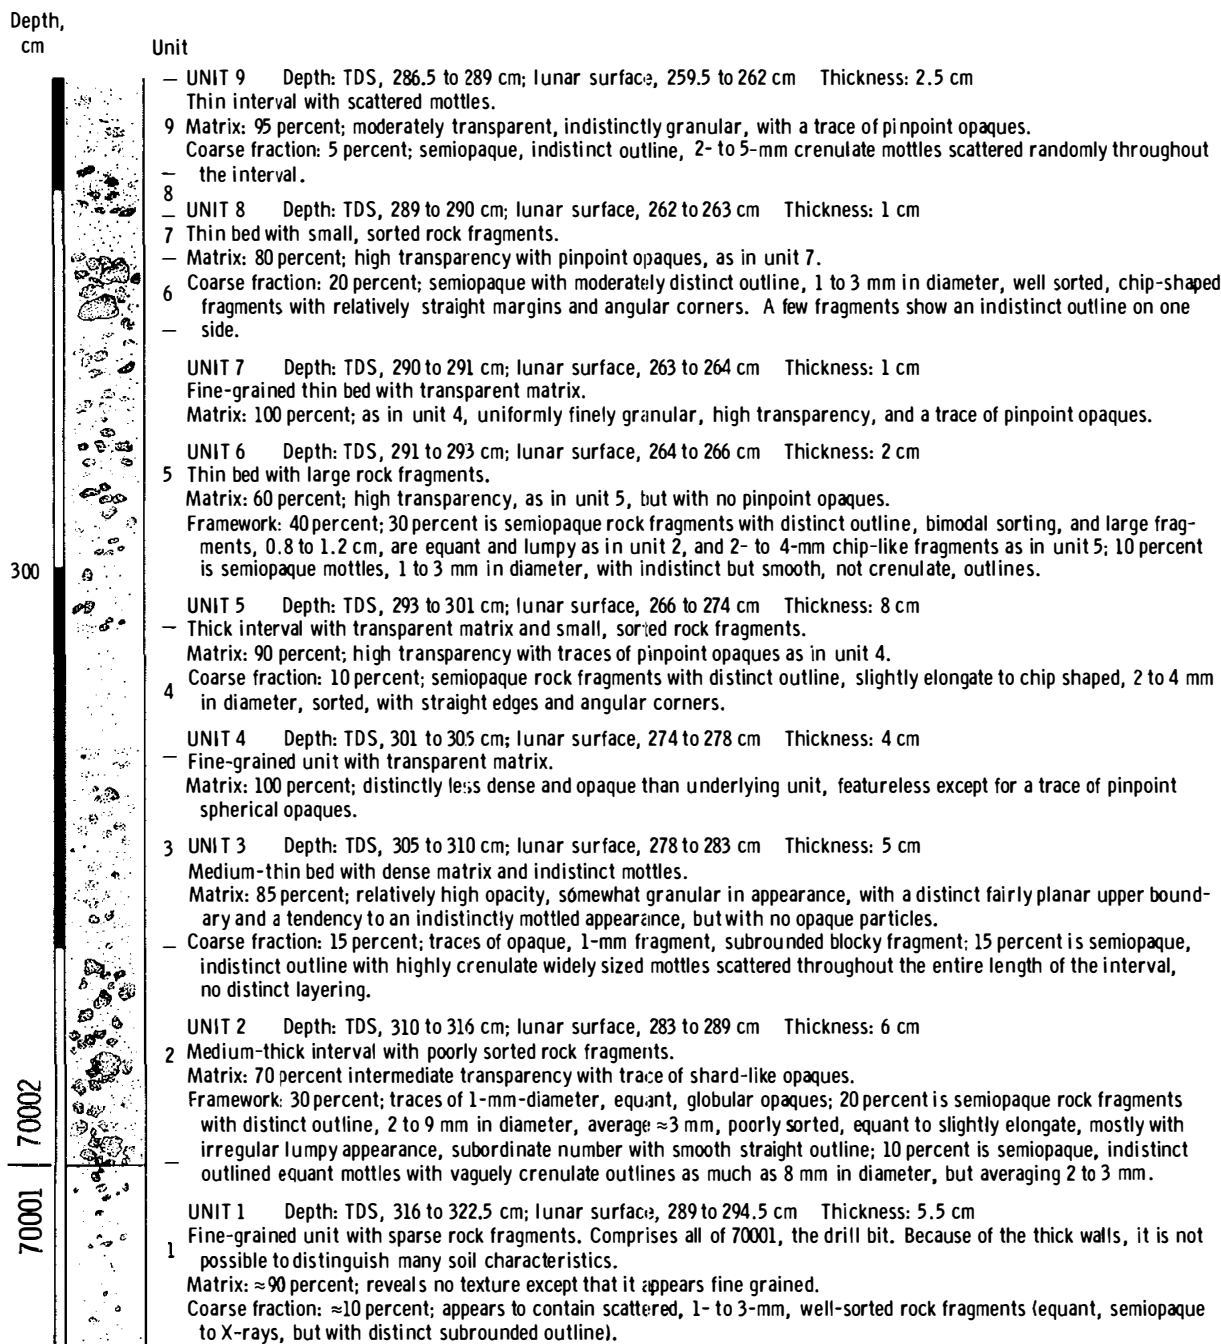 Depth,
cm
Unit
— UNIT 9 Depth: TDS, 286.5 to 289 cm; lunar surface, 259.5 to 262 cm Thickness: 2.5 cm
Thin interval with scattered mottles.
9 Matrix: 95 percent; moderately transparent, indistinctly granular, with a trace of pinpoint opaques.
Coarse fraction: 5 percent; semiopaque, indistinct outline, 2- to 5-mm crenulate mottles scattered randomly throughout
— the interval.
8
— UNIT 8 Depth: TDS, 289 to 290 cm; lunar surface, 262 to 263 cm Thickness: 1 cm
7 Thin bed with small, sorted rock fragments.
— Matrix: 80 percent; high transparency with pinpoint opaques, as in unit 7.
6 Coarse fraction: 20 percent; semiopaque with moderately distinct outline, 1 to 3 mm in diameter, well sorted, chip-shaped
fragments with relatively straight margins and angular corners. A few fragments show an indistinct outline on one
— side.
UNIT 7 Depth: TDS, 290 to 291 cm; lunar surface, 263 to 264 cm Thickness: 1 cm
Fine-grained thin bed with transparent matrix.
Matrix: 100 percent; as in unit 4, uniformly finely granular, high transparency, and a trace of pinpoint opaques.
UNIT 6 Depth: TDS, 291 to 293 cm; lunar surface, 264 to 266 cm Thickness: 2 cm
5 Thin bed with large rock fragments.
Matrix: 60 percent; high transparency, as in unit 5, but with no pinpoint opaques.
Framework: 40 percent; 30 percent is semiopaque rock fragments with distinct outline, bimodal sorting, and large frag-
ments, 0.8 to 1.2 cm, are equant and lumpy as in unit 2, and 2- to 4-mm chip-like fragments as in unit 5; 10 percent
300 is semiopaque mottles, 1 to 3 mm in diameter, with indistinct but smooth, not crenulate, outlines.
UNIT 5 Depth: TDS, 293 to 301 cm; lunar surface, 266 to 274 cm Thickness: 8 cm
— Thick interval with transparent matrix and small, sorted rock fragments.
Matrix: 90 percent; high transparency with traces of pinpoint opaques as in unit 4.
4 Coarse fraction: 10 percent; semiopaque rock fragments with distinct outline, slightly elongate to chip shaped, 2 to 4 mm
in diameter, sorted, with straight edges and angular corners.
UNIT 4 Depth: TDS, 301 to 305 cm; lunar surface, 274 to 278 cm Thickness: 4 cm
— Fine-grained unit with transparent matrix.
Matrix: 100 percent; distinctly less dense and opaque than underlying unit, featureless except for a trace of pinpoint
spherical opaques.
3 UNIT 3 Depth: TDS, 305 to 310 cm; lunar surface, 278 to 283 cm Thickness: 5 cm
Medium-thin bed with dense matrix and indistinct mottles.
Matrix: 85 percent; relatively high opacity, somewhat granular in appearance, with a distinct fairly planar upper bound-
ary and a tendency to an indistinctly mottled appearance, but with no opaque particles.
— Coarse fraction: 15 percent; traces of opaque, 1-mm fragment, subrounded blocky fragment; 15 percent is semiopaque,
indistinct outline with highly crenulate widely sized mottles scattered throughout the entire length of the interval,
no distinct layering.
UNIT 2 Depth: TDS, 310 to 316 cm; lunar surface, 283 to 289 cm Thickness: 6 cm
2 Medium-thick interval with poorly sorted rock fragments.
Matrix: 70 percent intermediate transparency with trace of shard-like opaques.
Framework: 30 percent; traces of 1-mm-diameter, equant, globular opaques; 20 percent is semiopaque rock fragments
with distinct outline, 2 to 9 mm in diameter, average ≈3 mm, poorly sorted, equant to slightly elongate, mostly with
irregular lumpy appearance, subordinate number with smooth straight outline; 10 percent is semiopaque, indistinct
— outlined equant mottles with vaguely crenulate outlines as much as 8 mm in diameter, but averaging 2 to 3 mm.
70002
70001
UNIT 1 Depth: TDS, 316 to 322.5 cm; lunar surface, 289 to 294.5 cm Thickness: 5.5 cm
1 Fine-grained unit with sparse rock fragments. Comprises all of 70001, the drill bit. Because of the thick walls, it is not
possible to distinguish many soil characteristics.
Matrix: ≈90 percent; reveals no texture except that it appears fine grained.
Coarse fraction: ≈10 percent; appears to contain scattered, 1- to 3-mm, well-sorted rock fragments (equant, semiopaque
to X-rays, but with distinct subrounded outline).